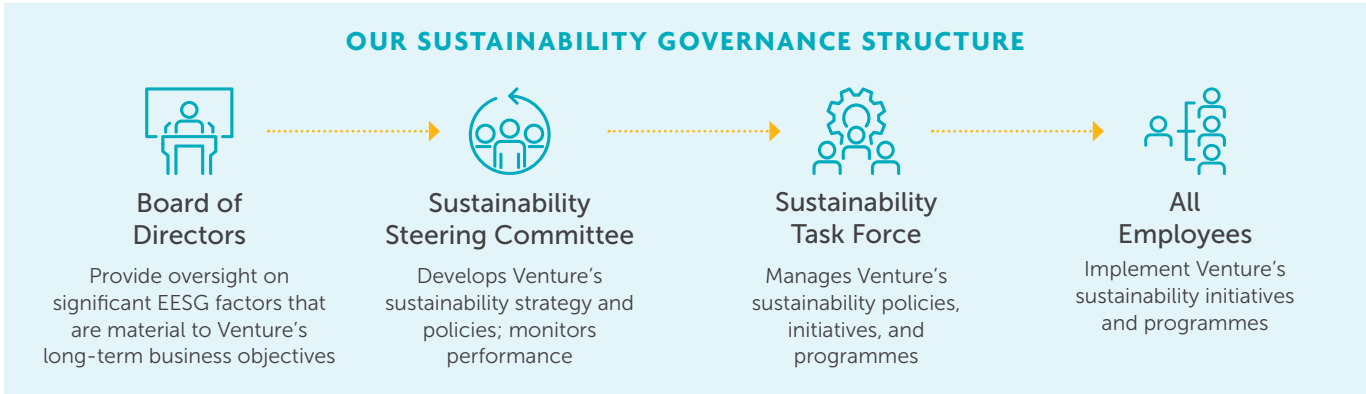 OUR SUSTAINABILITY GOVERNANCE STRUCTURE
Board of
Directors
Provide oversight on
significant EESG factors that
are material to Venture's
long-term business objectives
Sustainability
Steering Committee
Develops Venture's
sustainability strategy and
policies; monitors
performance
Sustainability
Task Force
Manages Venture's
sustainability policies,
initiatives, and
programmes
All
Employees
Implement Venture's
sustainability initiatives
and programmes